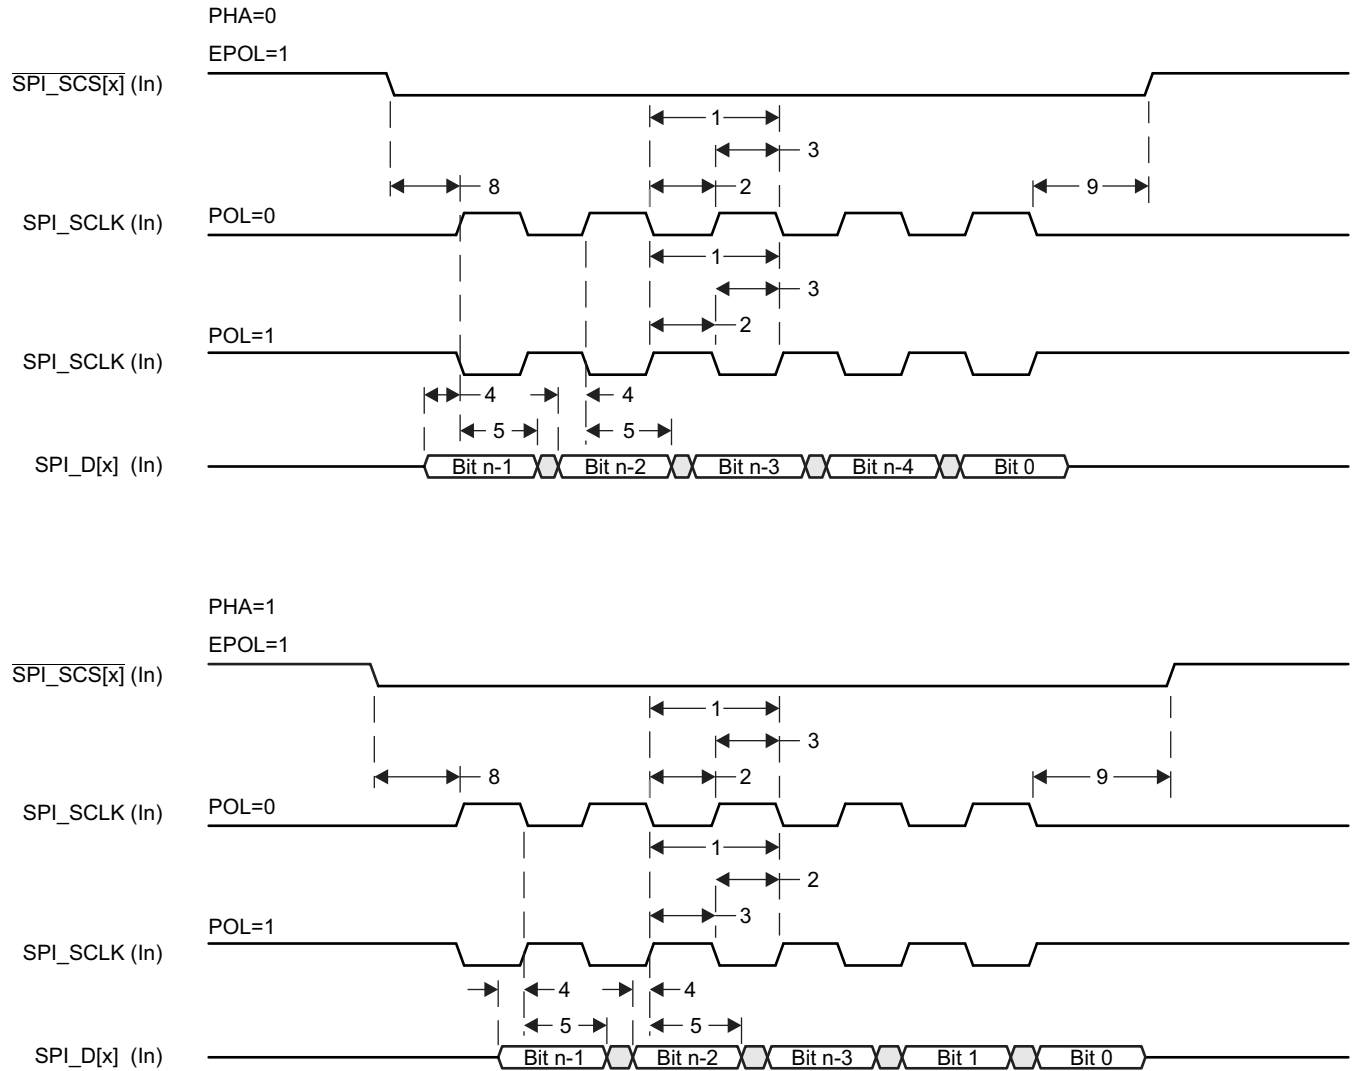 PHA=0
EPOL=1
SPI_SCS[x] (In)
1
3
8
2
9
POL=0
SPI_SCLK (In)
1
3
2
POL=1
SPI_SCLK (In)
4
4
5
5
SPI_D[x] (In)
Bit n-1
Bit n-2
Bit n-3
Bit n-4
Bit 0
PHA=1
EPOL=1
SPI_SCS[x] (In)
1
3
8
2
9
POL=0
SPI_SCLK (In)
1
2
3
POL=1
SPI_SCLK (In)
4
4
5
5
SPI_D[x] (In)
Bit n-1
Bit n-2
Bit n-3
Bit 1
Bit 0